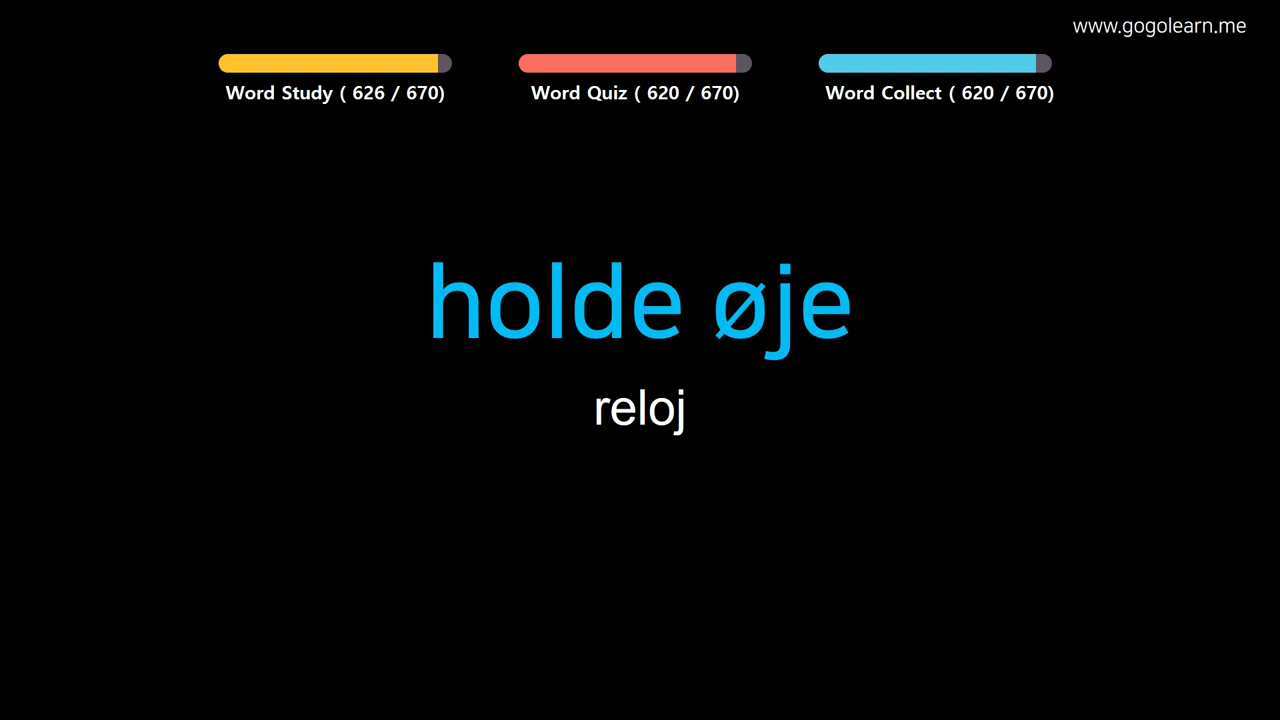 www.gogolearn.me
Word Study ( 626 / 670)
Word Quiz ( 620 / 670)
Word Collect ( 620 / 670)
holde øje
reloj